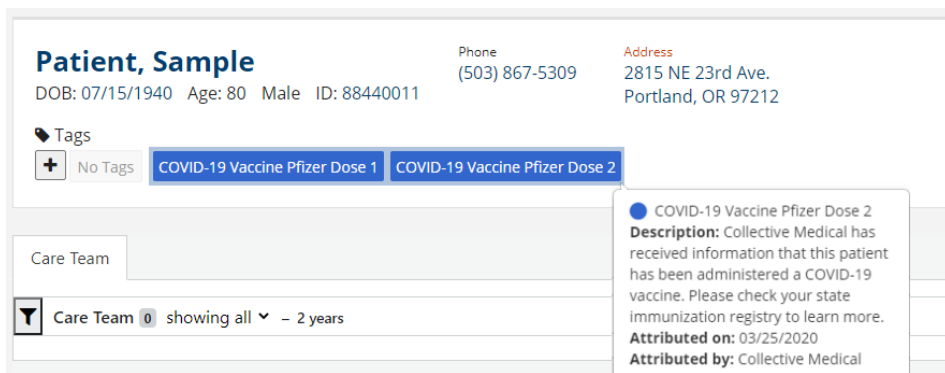 Patient, Sample
DOB: 07/15/1940 Age: 80 Male ID: 88440011
Phone
(503) 867-5309
Address
2815 NE 23rd Ave.
Portland, OR 97212
Tags
+ No Tags COVID-19 Vaccine Pfizer Dose 1 COVID-19 Vaccine Pfizer Dose 2
COVID-19 Vaccine Pfizer Dose 2
Description: Collective Medical has
received information that this patient
has been administered a COVID-19
vaccine. Please check your state
immunization registry to learn more.
Attributed on: 03/25/2020
Attributed by: Collective Medical
Care Team
Care Team 0 showing all – 2 years